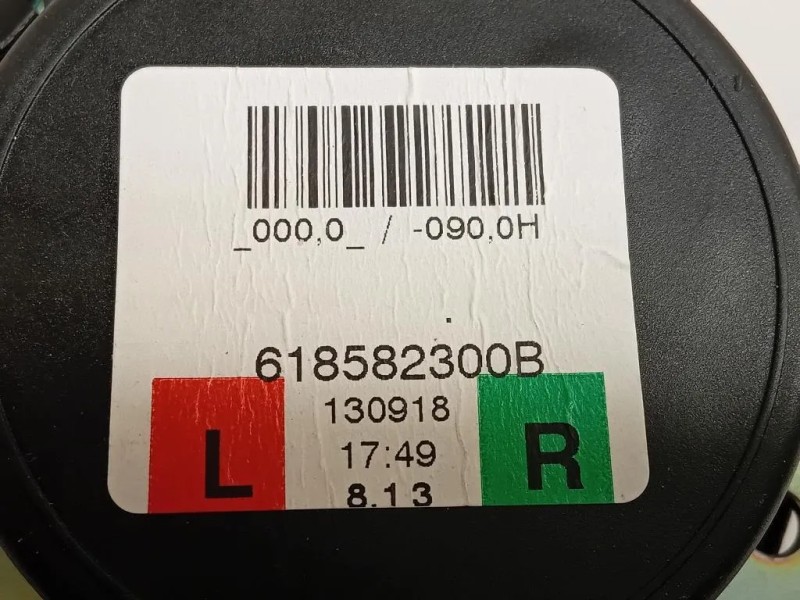 _000,0_ / -090,0H
618582300B
130918
L 17:49 R
8.13